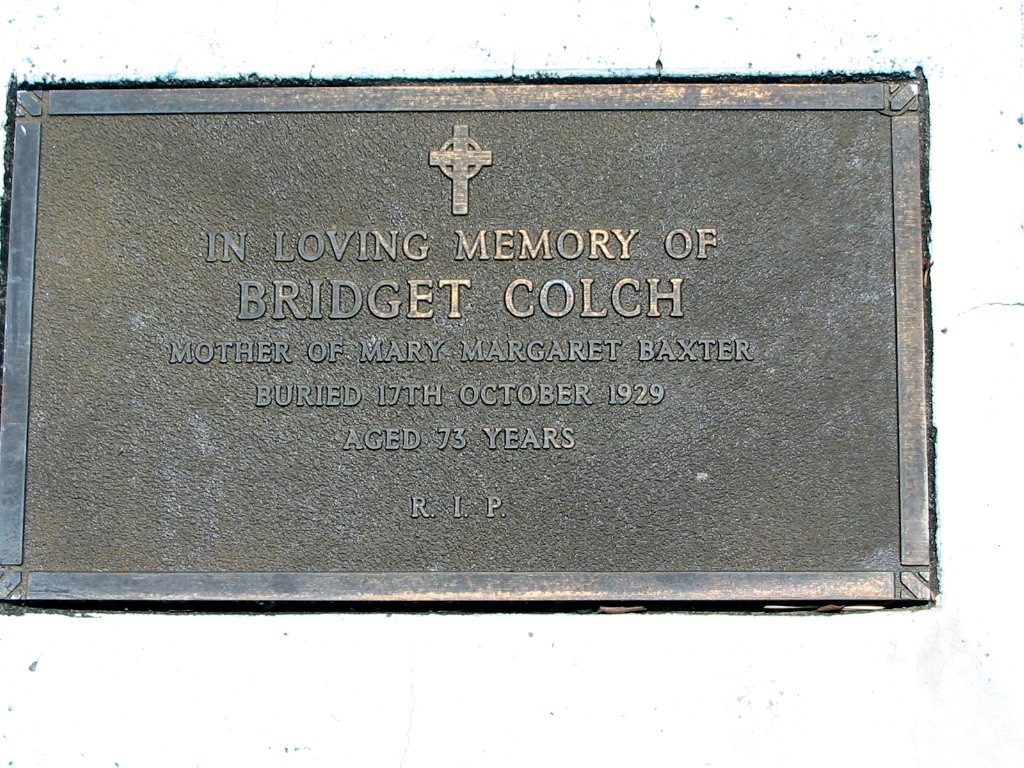 IN LOVING MEMORY OF
BRIDGET COLCH
MOTHER OF MARY MARGARET BAXTER
BURIED 17TH OCTOBER 1929
AGED 73 YEARS
R. I. P.